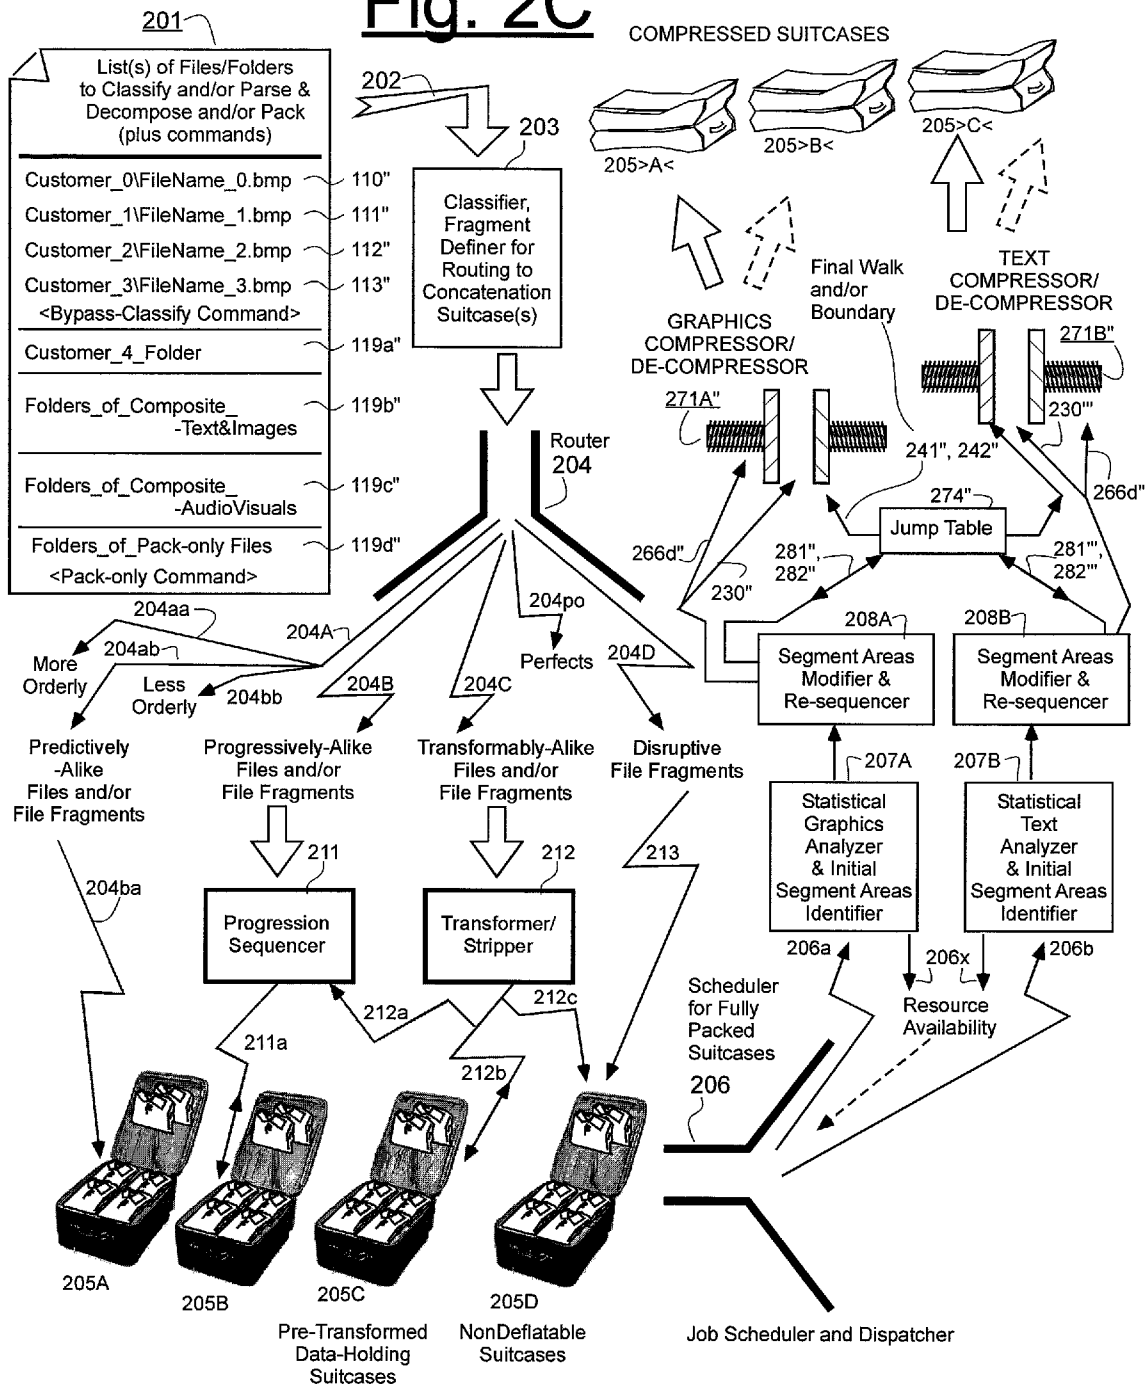 Fig. 2C
201
List(s) of Files/Folders
to Classify and/or Parse &
Decompose and/or Pack
(plus commands)
Customer_0\FileName_0.bmp
110"
Customer_1\FileName_1.bmp
111"
Customer_2\FileName_2.bmp
112"
Customer_3\FileName_3.bmp
113"
<Bypass-Classify Command>
Customer_4_Folder
119a"
Folders_of_Composite_
-Text&Images
119b"
Folders_of_Composite_
-AudioVisuals
119c"
Folders_of_Pack-only Files
119d"
<Pack-only Command>
202
203
Classifier,
Fragment
Definer for
Routing to
Concatenation
Suitcase(s)
Router
204
COMPRESSED SUITCASES
205>A<
205>B<
205>C<
GRAPHICS
COMPRESSOR/
DE-COMPRESSOR
271A"
Final Walk
and/or
Boundary
TEXT
COMPRESSOR/
DE-COMPRESSOR
271B"
230'"
241", 242"
266d"
274"
Jump Table
266d"
230"
281",
282"
281'",
282'"
204aa
204ab
204bb
More
Orderly
Less
Orderly
204A
204B
204C
204po
Perfects
204D
208A
Segment Areas
Modifier &
Re-sequencer
208B
Segment Areas
Modifier &
Re-sequencer
Predictively
-Alike
Files and/or
File Fragments
Progressively-Alike
Files and/or
File Fragments
Transformably-Alike
Files and/or
File Fragments
Disruptive
File Fragments
207A
Statistical
Graphics
Analyzer
& Initial
Segment Areas
Identifier
207B
Statistical
Text
Analyzer
& Initial
Segment Areas
Identifier
204ba
211
Progression
Sequencer
212
Transformer/
Stripper
213
206a
206x
206b
Resource
Availability
211a
212a
212b
212c
Scheduler
for Fully
Packed
Suitcases
206
205A
205B
205C
205D
Pre-Transformed
Data-Holding
Suitcases
NonDeflatable
Suitcases
Job Scheduler and Dispatcher